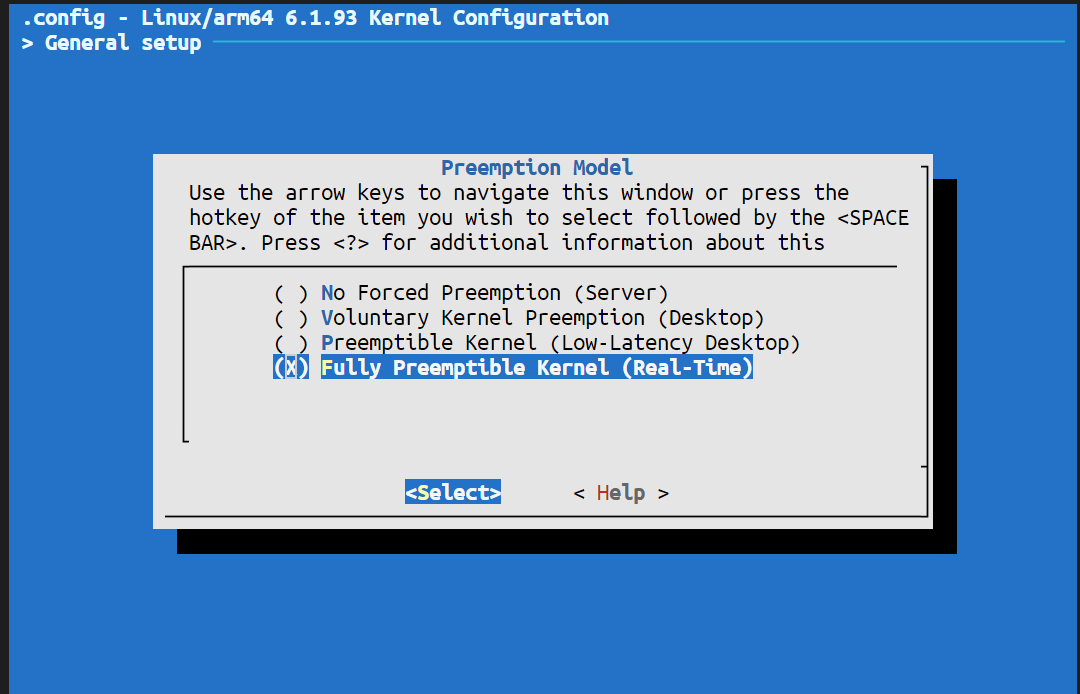 .config - Linux/arm64 6.1.93 Kernel Configuration
> General setup
Preemption Model
Use the arrow keys to navigate this window or press the
hotkey of the item you wish to select followed by the <SPACE
BAR>. Press <?> for additional information about this
( ) No Forced Preemption (Server)
( ) Voluntary Kernel Preemption (Desktop)
( ) Preemptible Kernel (Low-Latency Desktop)
(X) Fully Preemptible Kernel (Real-Time)
<Select> < Help >